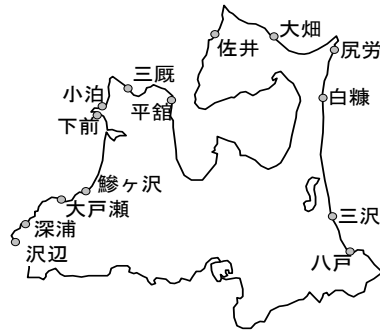 大畑
佐井
尻労
三厩
小泊
平舘
白糠
下前
鰺ヶ沢
大戸瀬
三沢
深浦
八戸
沢辺